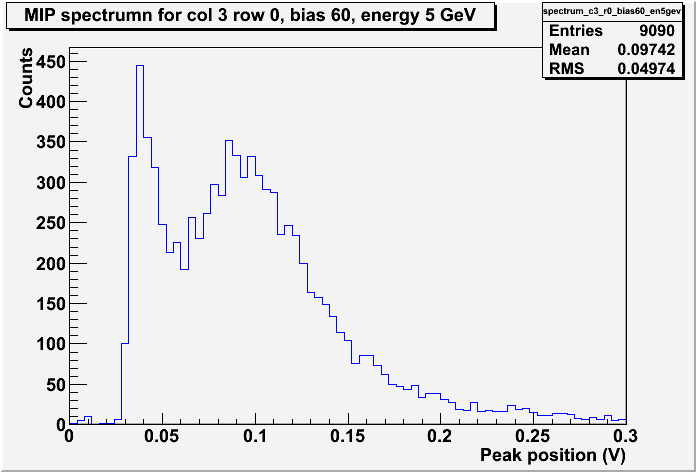 MIP spectrumn for col 3 row 0, bias 60, energy 5 GeV
spectrum_c3_r0_bias60_en5gev
Entries 9090
Mean 0.09742
RMS 0.04974
Counts
450
400
350
300
250
200
150
100
50
0
0 0.05 0.1 0.15 0.2 0.25 0.3
Peak position (V)